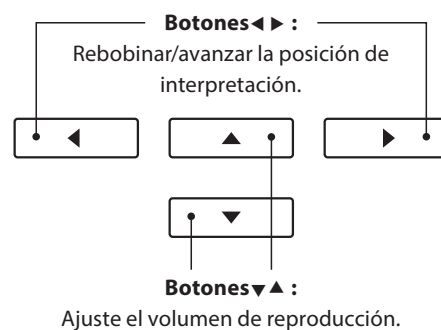 Botones◀ ▶ :
Rebobinar/avanzar la posición de
interpretación.
◀ ▲ ▶
▼
Botones▼▲ :
Ajuste el volumen de reproducción.